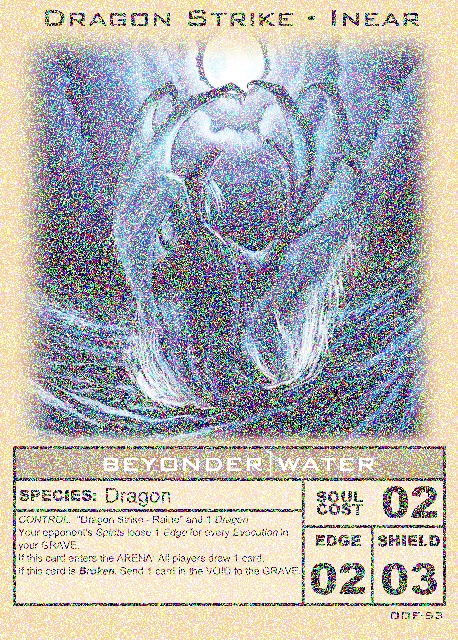 DRAGON STRIKE • INEAR
BEYONDER|WATER
SPECIES: Dragon
SOUL COST 02
CONTROL: "Dragon Strike - Raine" and 1 Dragon
Your opponent's Spirits loose 1 Edge for every Evocation in
your GRAVE.
If this card enters the ARENA. All players draw 1 card.
If this card is Broken. Send 1 card in the VOID to the GRAVE.
EDGE 02
SHIELD 03